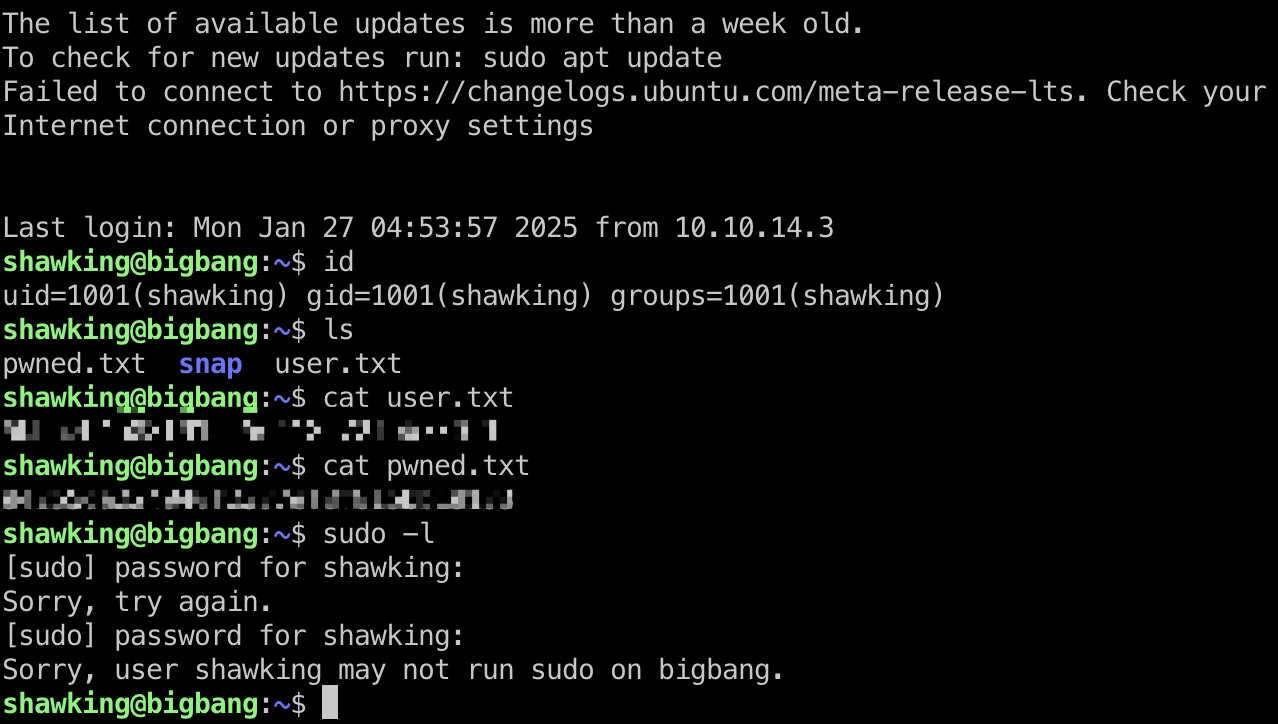 The list of available updates is more than a week old.
To check for new updates run: sudo apt update
Failed to connect to https://changelogs.ubuntu.com/meta-release-lts. Check your
Internet connection or proxy settings
Last login: Mon Jan 27 04:53:57 2025 from 10.10.14.3
shawking@bigbang:~$ id
uid=1001(shawking) gid=1001(shawking) groups=1001(shawking)
shawking@bigbang:~$ ls
pwned.txt  snap  user.txt
shawking@bigbang:~$ cat user.txt
shawking@bigbang:~$ cat pwned.txt
shawking@bigbang:~$ sudo -l
[sudo] password for shawking:
Sorry, try again.
[sudo] password for shawking:
Sorry, user shawking may not run sudo on bigbang.
shawking@bigbang:~$